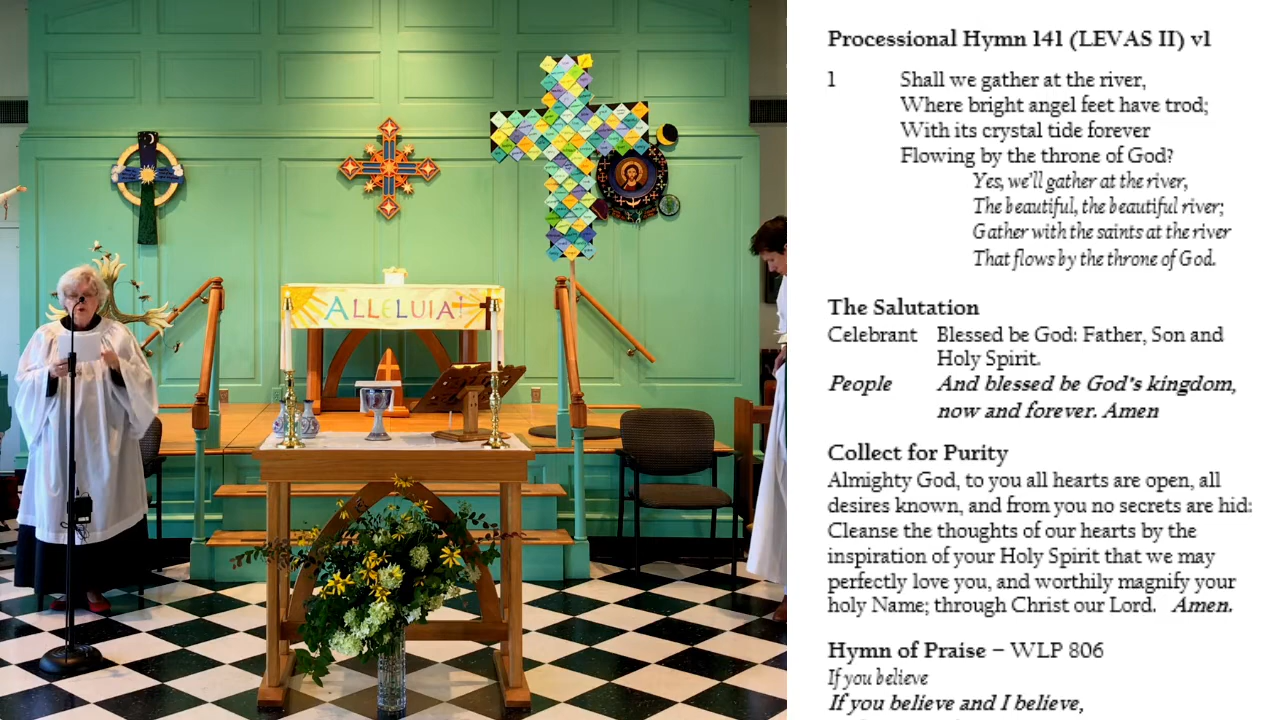 ALLELUIA!
Processional Hymn 141 (LEVAS II) v1
1 Shall we gather at the river,
Where bright angel feet have trod;
With its crystal tide forever
Flowing by the throne of God?
Yes, we'll gather at the river,
The beautiful, the beautiful river;
Gather with the saints at the river
That flows by the throne of God.
The Salutation
Celebrant Blessed be God: Father, Son and
Holy Spirit.
People And blessed be God's kingdom,
now and forever. Amen
Collect for Purity
Almighty God, to you all hearts are open, all
desires known, and from you no secrets are hid:
Cleanse the thoughts of our hearts by the
inspiration of your Holy Spirit that we may
perfectly love you, and worthily magnify your
holy Name; through Christ our Lord. Amen.
Hymn of Praise – WLP 806
If you believe
If you believe and I believe,